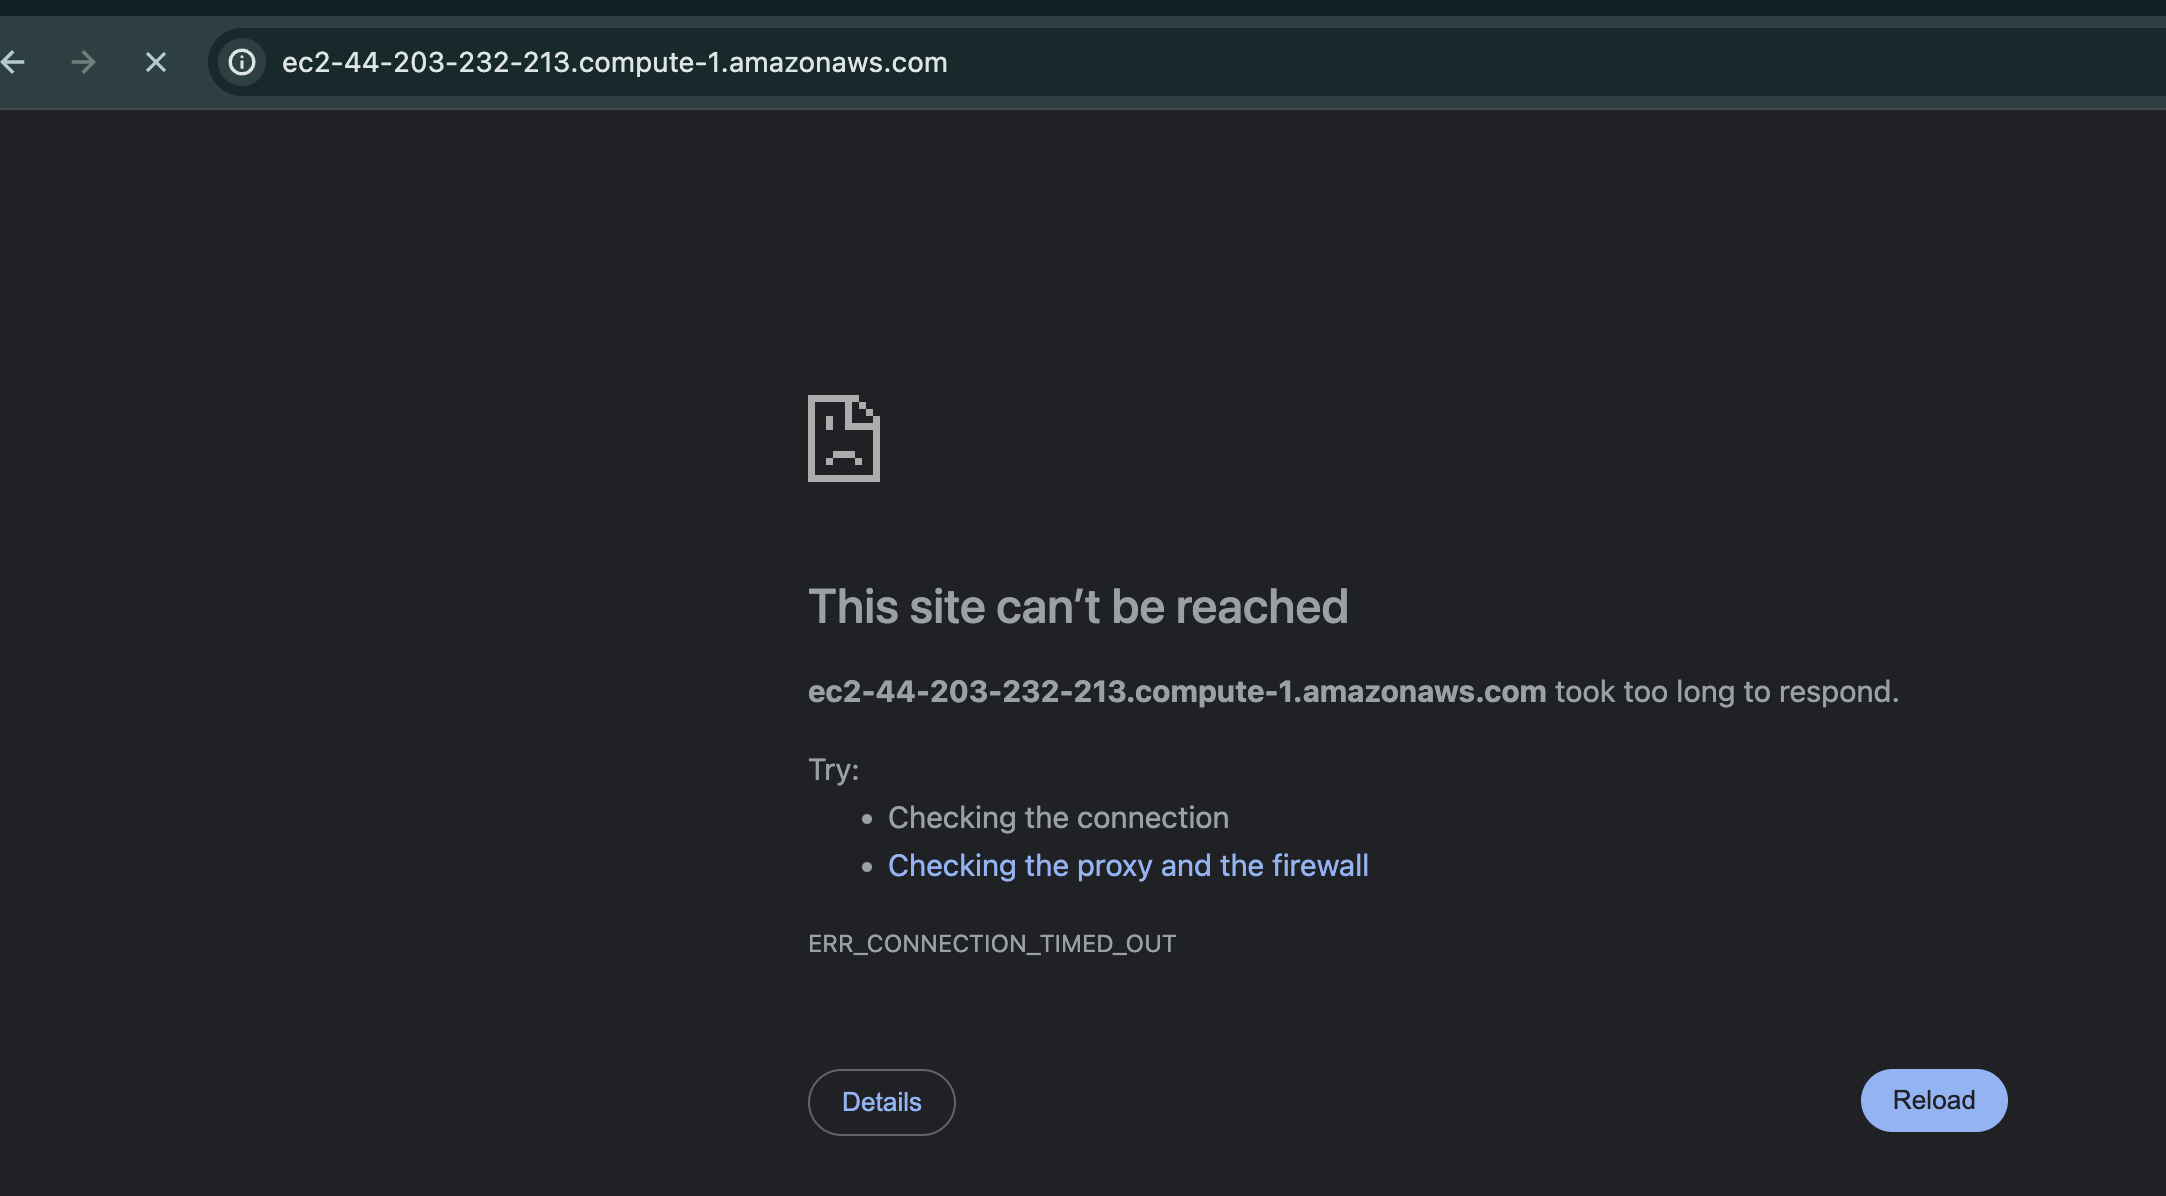 ec2-44-203-232-213.compute-1.amazonaws.com
This site can’t be reached
ec2-44-203-232-213.compute-1.amazonaws.com took too long to respond.
Try:
• Checking the connection
• Checking the proxy and the firewall
ERR_CONNECTION_TIMED_OUT
Details
Reload